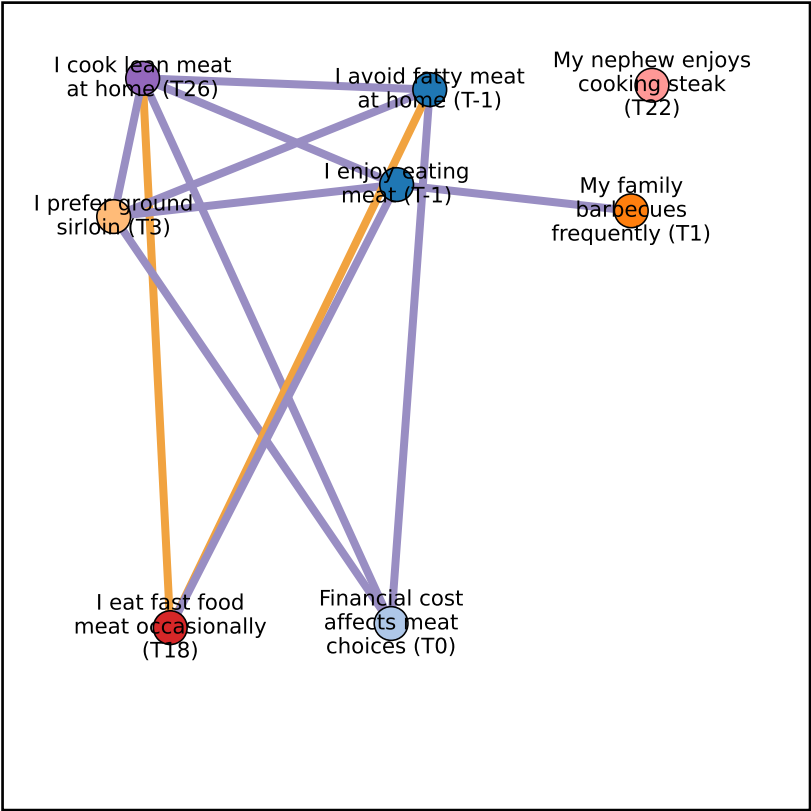 I cook lean meat
at home (T26)
I avoid fatty meat
at home (T-1)
My nephew enjoys
cooking steak
(T22)
I enjoy eating
meat (T-1)
My family
barbeques
frequently (T1)
I prefer ground
sirloin (T3)
I eat fast food
meat occasionally
(T18)
Financial cost
affects meat
choices (T0)